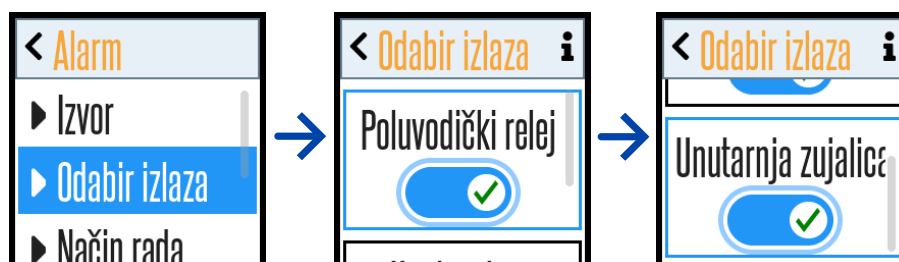 Alarm
Izvor
Odabir izlaza
Način rada
Odabir izlaza i
Poluvodički relej
Odabir izlaza i
Unutarnja zujalica